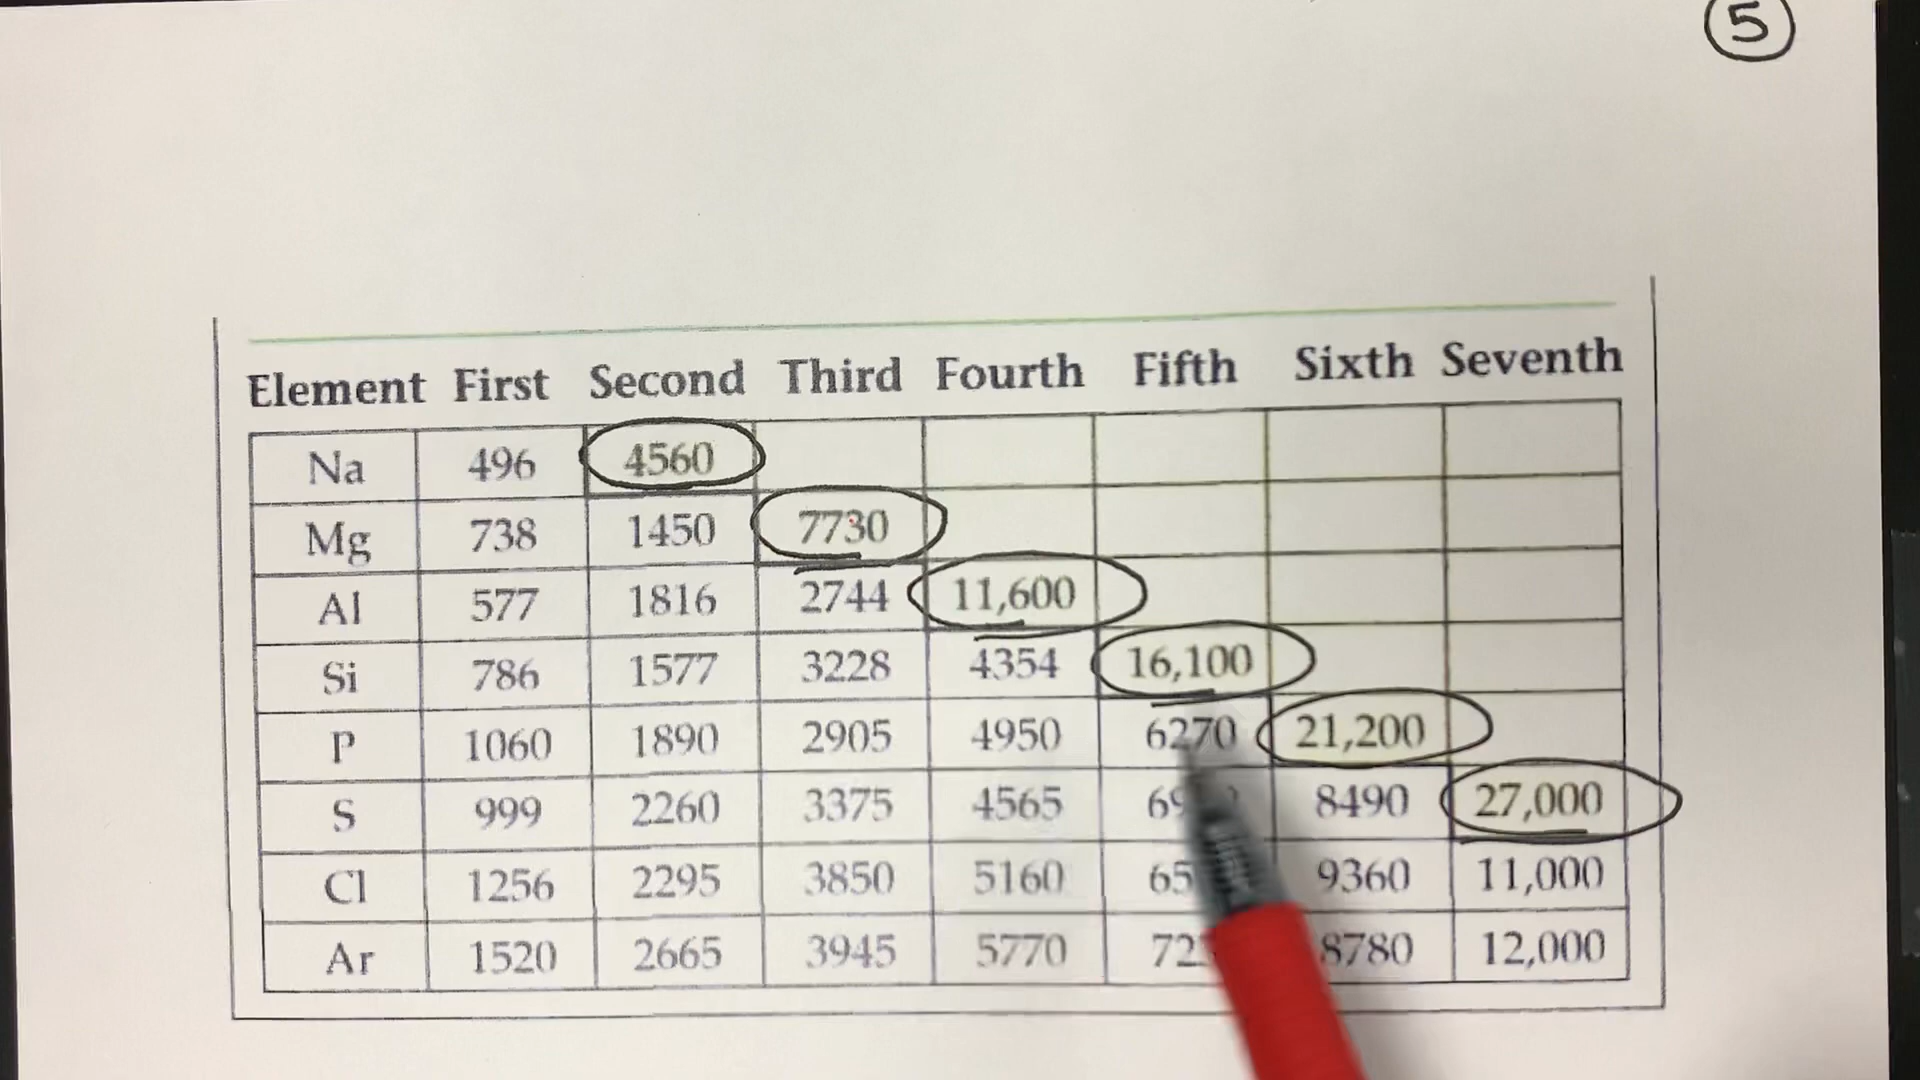 5
Element First Second Third Fourth Fifth Sixth Seventh
Na 496 4560
Mg 738 1450 7730
Al 577 1816 2744 11,600
Si 786 1577 3228 4354 16,100
P 1060 1890 2905 4950 6270 21,200
S 999 2260 3375 4565 8490 27,000
Cl 1256 2295 3850 5160 9360 11,000
Ar 1520 2665 3945 5770 8780 12,000